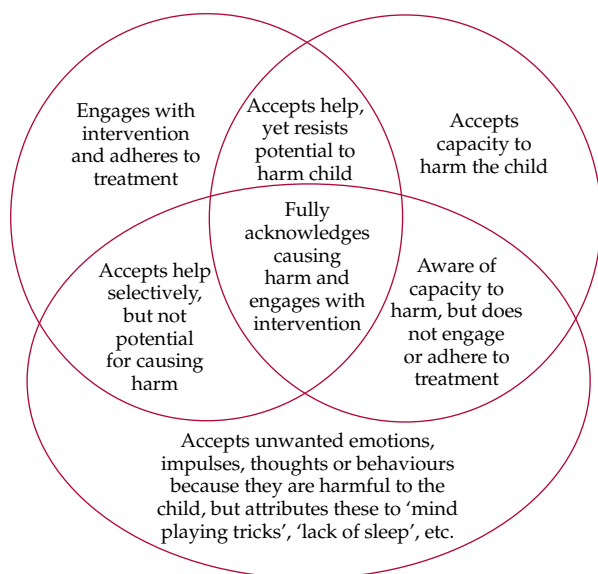 Engages with
intervention
and adheres to
treatment
Accepts help,
yet resists
potential to
harm child
Accepts
capacity to
harm the child
Fully
acknowledges
causing
harm and
engages with
intervention
Accepts help
selectively,
but not
potential
for causing
harm
Aware of
capacity to
harm, but does
not engage
or adhere to
treatment
Accepts unwanted emotions,
impulses, thoughts or behaviours
because they are harmful to the
child, but attributes these to ‘mind
playing tricks’, ‘lack of sleep’, etc.